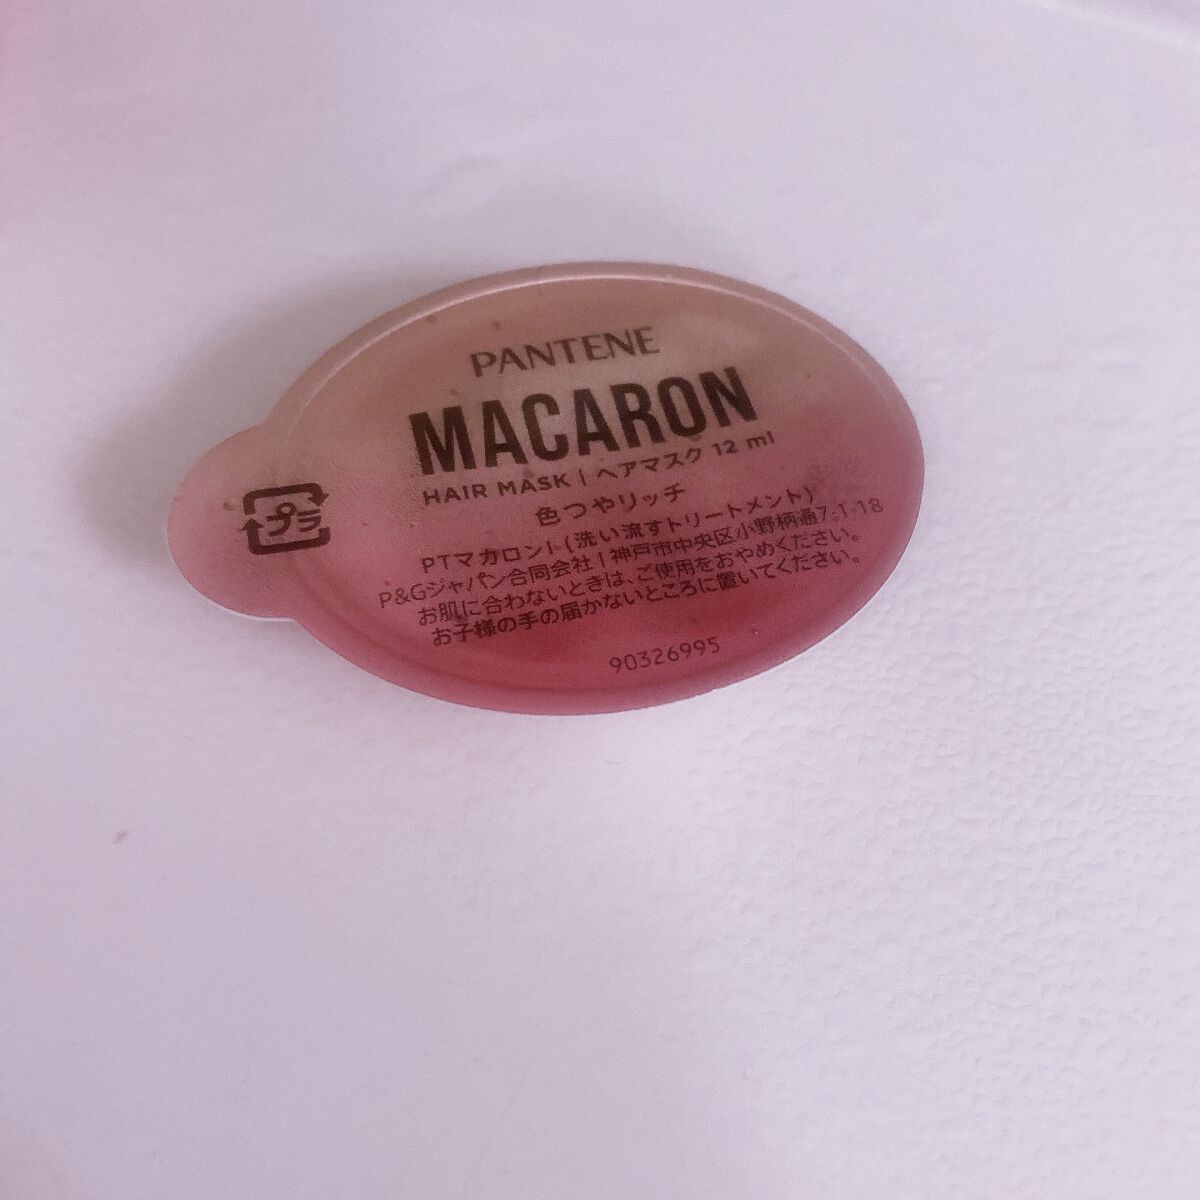 PANTENE
MACARON
HAIR MASK | ヘアマスク 12 ml
色つやリッチ
PTマカロント(洗い流すトリートメント)
P&Gジャパン合同会社 | 神戸市中央区小野柄通7-1-18
お肌に合わないときは、ご使用をおやめください。
お子様の手の届かないところに置いてください。
90326995
プラ